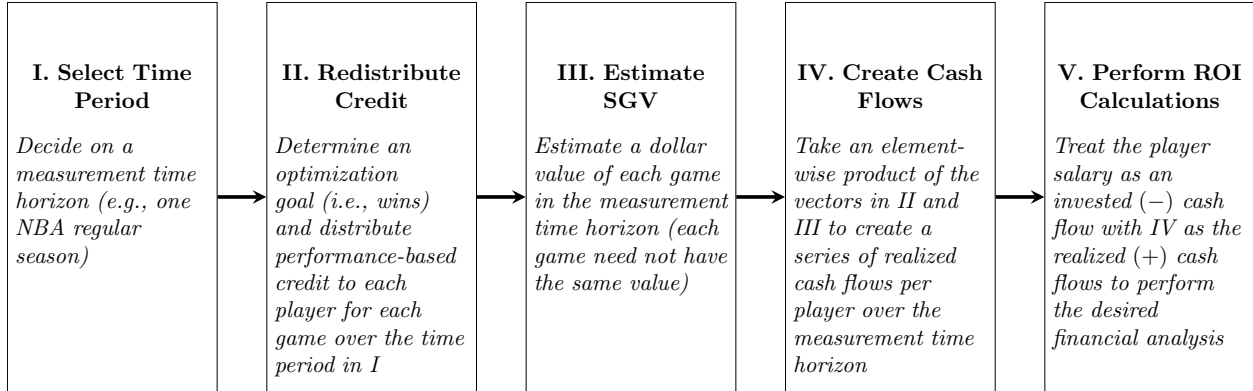 I. Select Time
Period
Decide on a
measurement time
horizon (e.g., one
NBA regular
season)
II. Redistribute
Credit
Determine an
optimization
goal (i.e., wins)
and distribute
performance-based
credit to each
player for each
game over the time
period in I
III. Estimate
SGV
Estimate a dollar
value of each game
in the measurement
time horizon (each
game need not have
the same value)
IV. Create Cash
Flows
Take an element-
wise product of the
vectors in II and
III to create a
series of realized
cash flows per
player over the
measurement time
horizon
V. Perform ROI
Calculations
Treat the player
salary as an
invested (−) cash
flow with IV as the
realized (+) cash
flows to perform
the desired
financial analysis